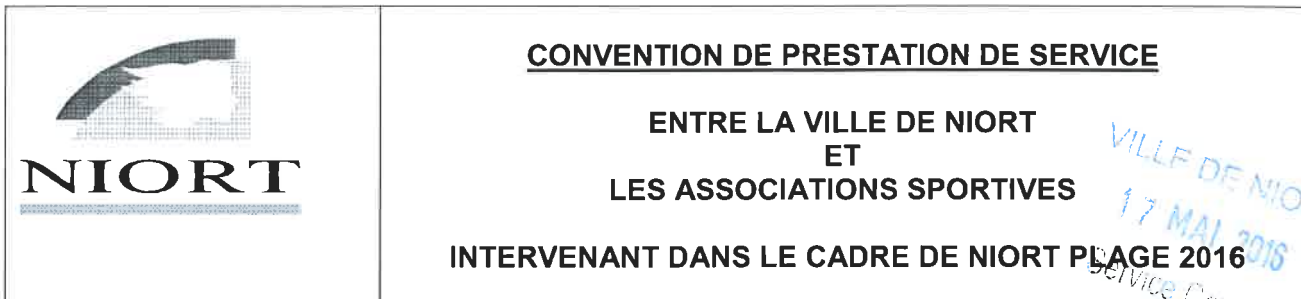 NIORT
CONVENTION DE PRESTATION DE SERVICE
ENTRE LA VILLE DE NIORT
ET
LES ASSOCIATIONS SPORTIVES
INTERVENANT DANS LE CADRE DE NIORT PLAGE 2016
VILLE DE NIO
17 MAI 2016
Service